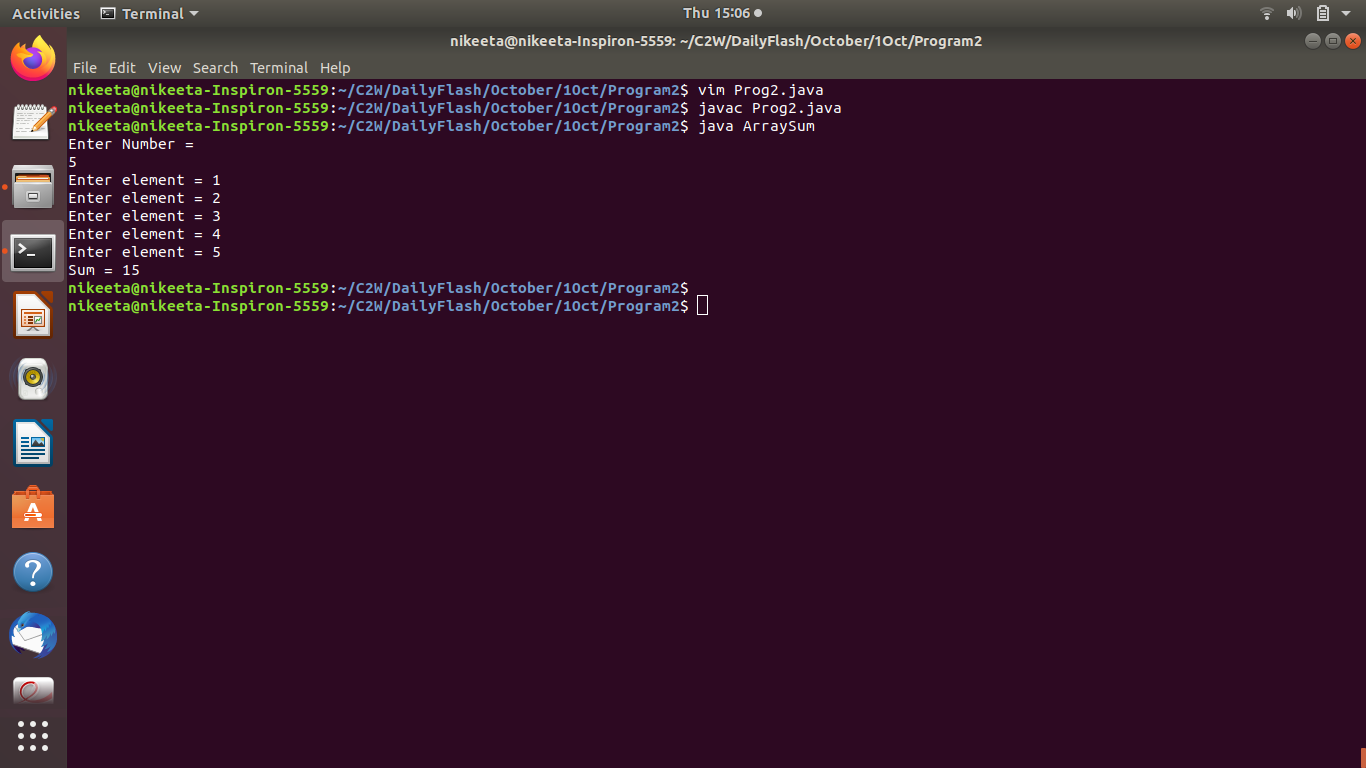 Activities Terminal Thu 15:06
nikeeta@nikeeta-Inspiron-5559: ~/C2W/DailyFlash/October/1Oct/Program2
File Edit View Search Terminal Help
nikeeta@nikeeta-Inspiron-5559:~/C2W/DailyFlash/October/1Oct/Program2$ vim Prog2.java
nikeeta@nikeeta-Inspiron-5559:~/C2W/DailyFlash/October/1Oct/Program2$ javac Prog2.java
nikeeta@nikeeta-Inspiron-5559:~/C2W/DailyFlash/October/1Oct/Program2$ java ArraySum
Enter Number =
5
Enter element = 1
Enter element = 2
Enter element = 3
Enter element = 4
Enter element = 5
Sum = 15
nikeeta@nikeeta-Inspiron-5559:~/C2W/DailyFlash/October/1Oct/Program2$
nikeeta@nikeeta-Inspiron-5559:~/C2W/DailyFlash/October/1Oct/Program2$